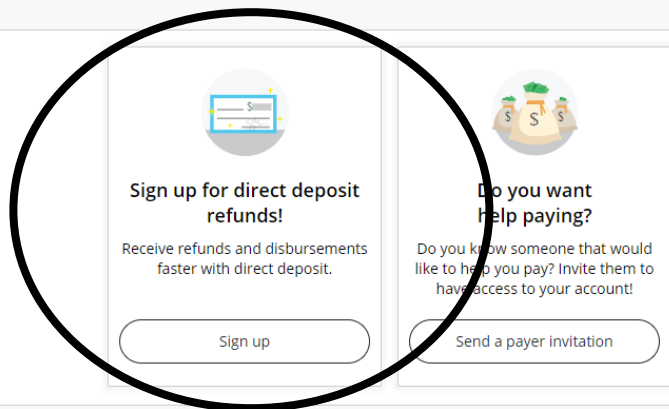 $
Sign up for direct deposit
refunds!
Receive refunds and disbursements
faster with direct deposit.
Sign up
$ $ $
Do you want
help paying?
Do you know someone that would
like to help you pay? Invite them to
have access to your account!
Send a payer invitation